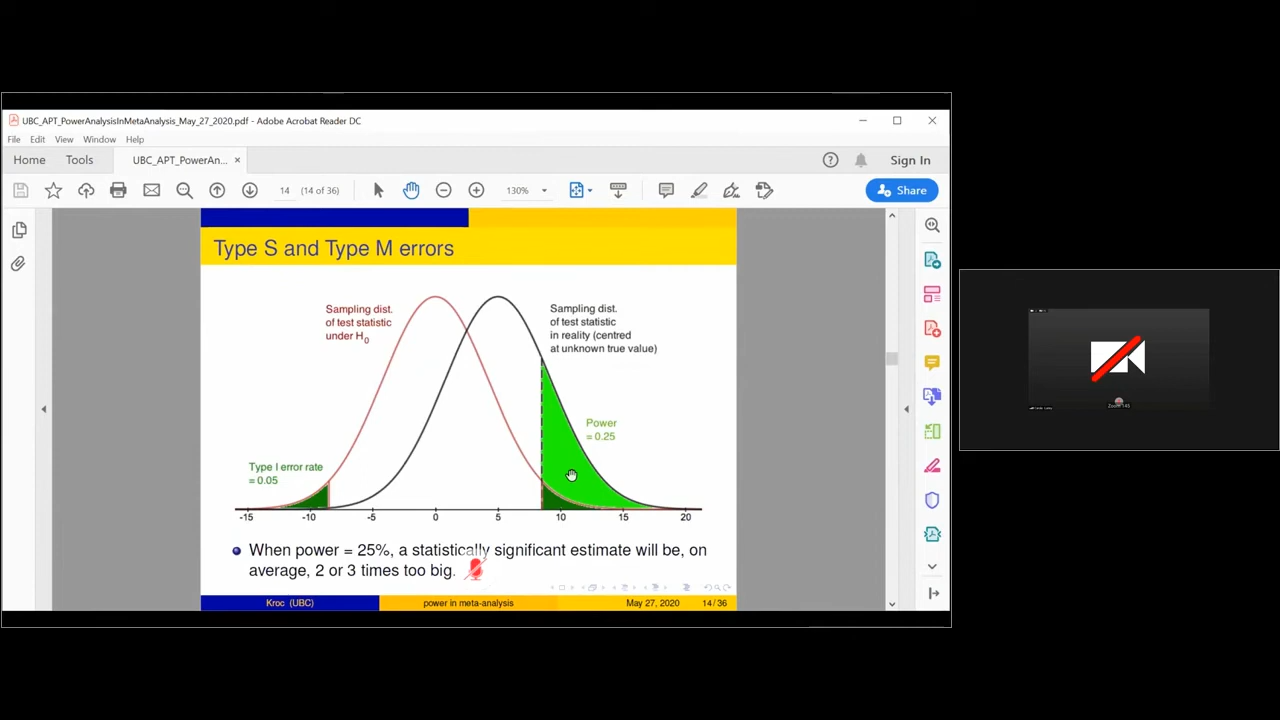 UBC_APT_PowerAnalysisInMetaAnalysis_May_27_2020.pdf - Adobe Acrobat Reader DC
File Edit View Window Help
Home Tools UBC_APT_PowerAn... × Sign In
14 (14 of 36) 130% Share
Type S and Type M errors
Sampling dist.
of test statistic
under H0
Sampling dist.
of test statistic
in reality (centred
at unknown true value)
Power
= 0.25
Type I error rate
= 0.05
-15 -10 -5 0 5 10 15 20
When power = 25%, a statistically significant estimate will be, on
average, 2 or 3 times too big.
Kroc (UBC) power in meta-analysis May 27, 2020 14/36